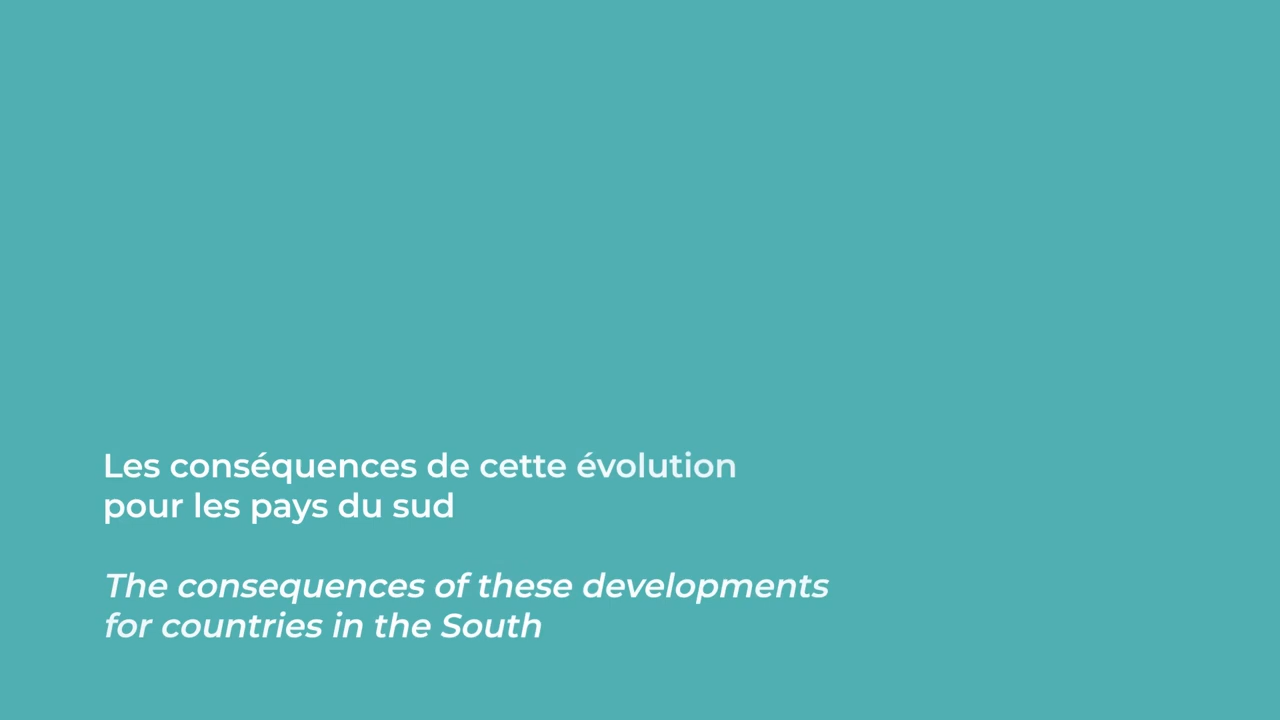 Les conséquences de cette évolution
pour les pays du sud
The consequences of these developments
for countries in the South